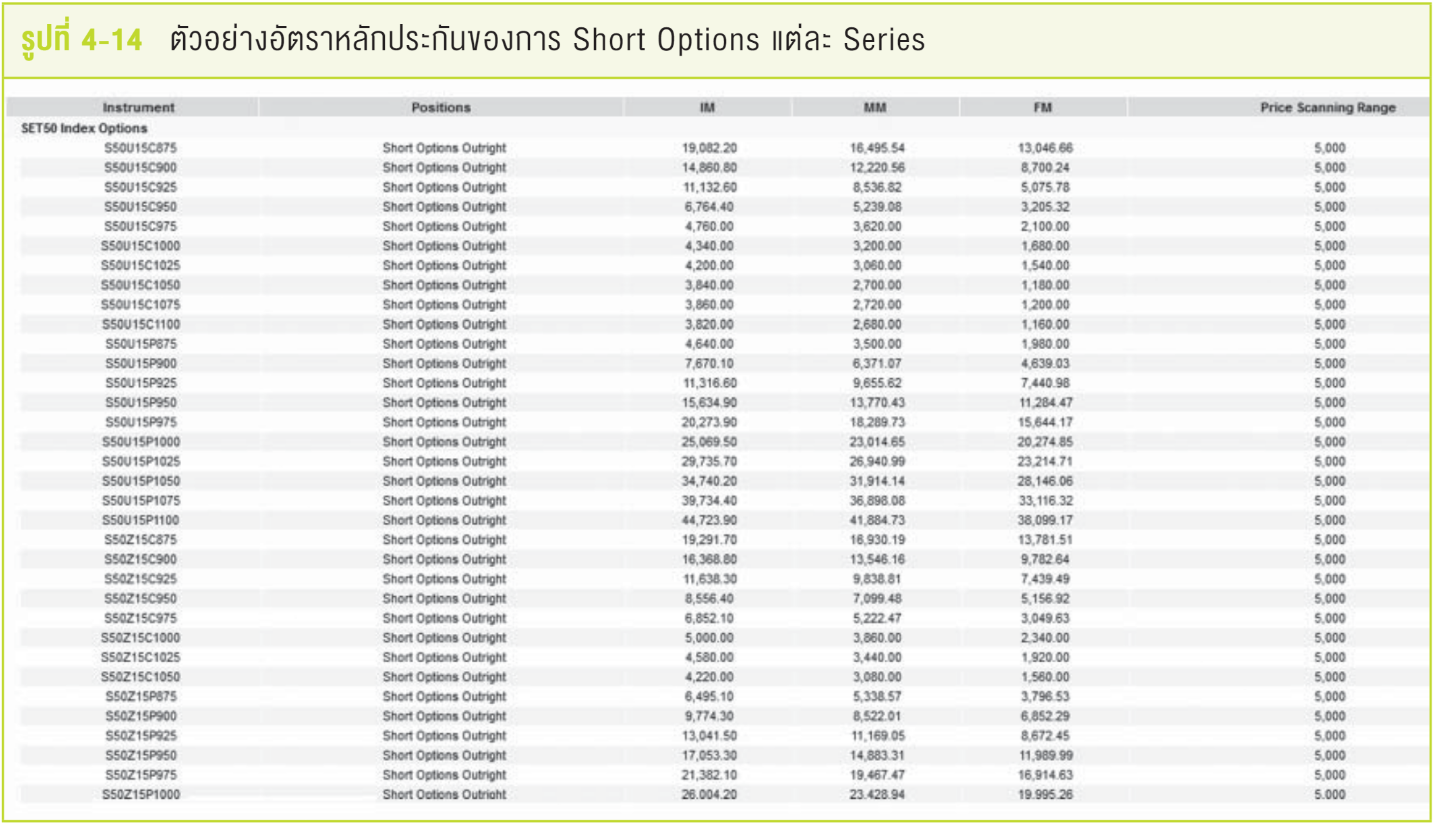 รูปที่ 4-14 ตัวอย่างอัตราหลักประกันของการ Short Options แต่ละ Series
Instrument Positions IM MM FM Price Scanning Range
SET50 Index Options
S50U15C875 Short Options Outright 19,082.20 16,495.54 13,046.66 5,000
S50U15C900 Short Options Outright 14,860.80 12,220.56 8,700.24 5,000
S50U15C925 Short Options Outright 11,132.60 8,536.82 5,075.78 5,000
S50U15C950 Short Options Outright 6,764.40 5,239.08 3,205.32 5,000
S50U15C975 Short Options Outright 4,760.00 3,620.00 2,100.00 5,000
S50U15C1000 Short Options Outright 4,340.00 3,200.00 1,680.00 5,000
S50U15C1025 Short Options Outright 4,200.00 3,060.00 1,540.00 5,000
S50U15C1050 Short Options Outright 3,840.00 2,700.00 1,180.00 5,000
S50U15C1075 Short Options Outright 3,860.00 2,720.00 1,200.00 5,000
S50U15C1100 Short Options Outright 3,820.00 2,680.00 1,160.00 5,000
S50U15P875 Short Options Outright 4,640.00 3,500.00 1,980.00 5,000
S50U15P900 Short Options Outright 7,670.10 6,371.07 4,639.03 5,000
S50U15P925 Short Options Outright 11,316.60 9,655.62 7,440.98 5,000
S50U15P950 Short Options Outright 15,634.90 13,770.43 11,284.47 5,000
S50U15P975 Short Options Outright 20,273.90 18,289.73 15,644.17 5,000
S50U15P1000 Short Options Outright 25,069.50 23,014.65 20,274.85 5,000
S50U15P1025 Short Options Outright 29,735.70 26,940.99 23,214.71 5,000
S50U15P1050 Short Options Outright 34,740.20 31,914.14 28,146.06 5,000
S50U15P1075 Short Options Outright 39,734.40 36,898.08 33,116.32 5,000
S50U15P1100 Short Options Outright 44,723.90 41,884.73 38,099.17 5,000
S50Z15C875 Short Options Outright 19,291.70 16,930.19 13,781.51 5,000
S50Z15C900 Short Options Outright 16,368.80 13,546.16 9,782.64 5,000
S50Z15C925 Short Options Outright 11,638.30 9,838.81 7,439.49 5,000
S50Z15C950 Short Options Outright 8,556.40 7,099.48 5,156.92 5,000
S50Z15C975 Short Options Outright 6,852.10 5,222.47 3,049.63 5,000
S50Z15C1000 Short Options Outright 5,000.00 3,860.00 2,340.00 5,000
S50Z15C1025 Short Options Outright 4,580.00 3,440.00 1,920.00 5,000
S50Z15C1050 Short Options Outright 4,220.00 3,080.00 1,560.00 5,000
S50Z15P875 Short Options Outright 6,495.10 5,338.57 3,796.53 5,000
S50Z15P900 Short Options Outright 9,774.30 8,522.01 6,852.29 5,000
S50Z15P925 Short Options Outright 13,041.50 11,169.05 8,672.45 5,000
S50Z15P950 Short Options Outright 17,053.30 14,883.31 11,989.99 5,000
S50Z15P975 Short Options Outright 21,382.10 19,467.47 16,914.63 5,000
S50Z15P1000 Short Options Outright 26,004.20 23,428.94 19,995.26 5,000